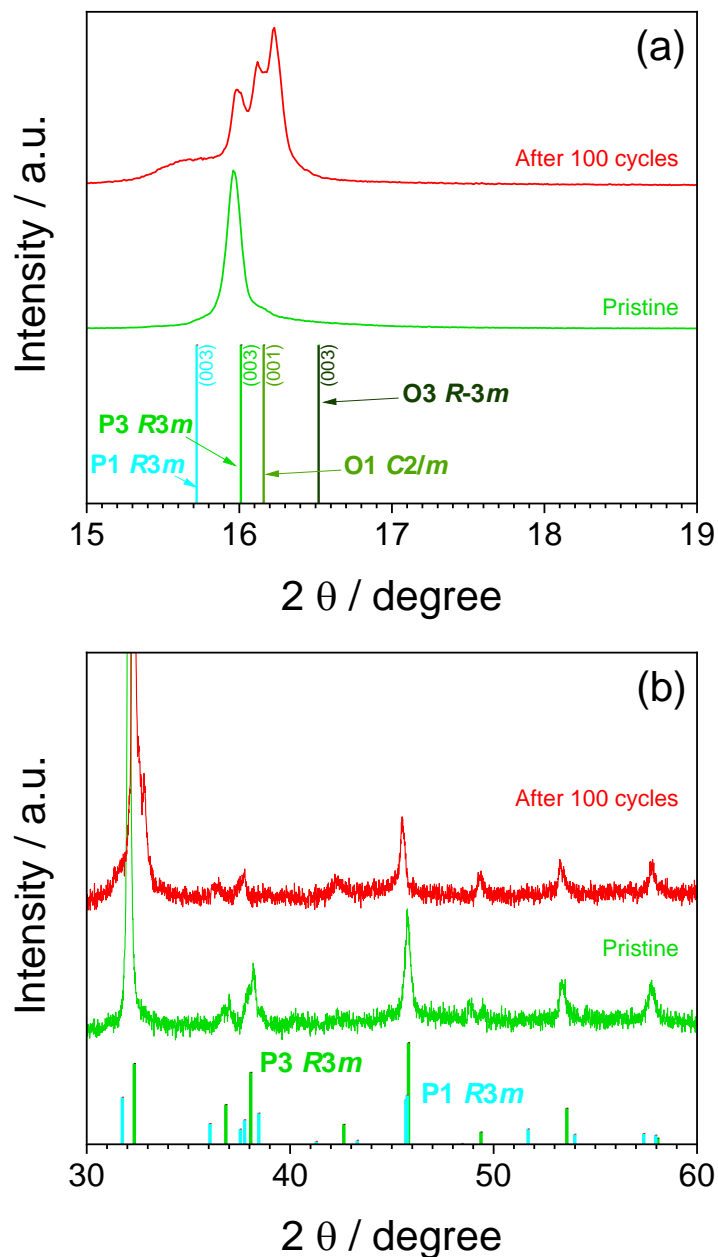 (a)
After 100 cycles
Pristine
Intensity / a.u.
(003)
(003)
(001)
(003)
O3 R-3m
P3 R3m
P1 R3m
O1 C2/m
15 16 17 18 19
2 θ / degree
(b)
After 100 cycles
Pristine
Intensity / a.u.
P3 R3m
P1 R3m
30 40 50 60
2 θ / degree